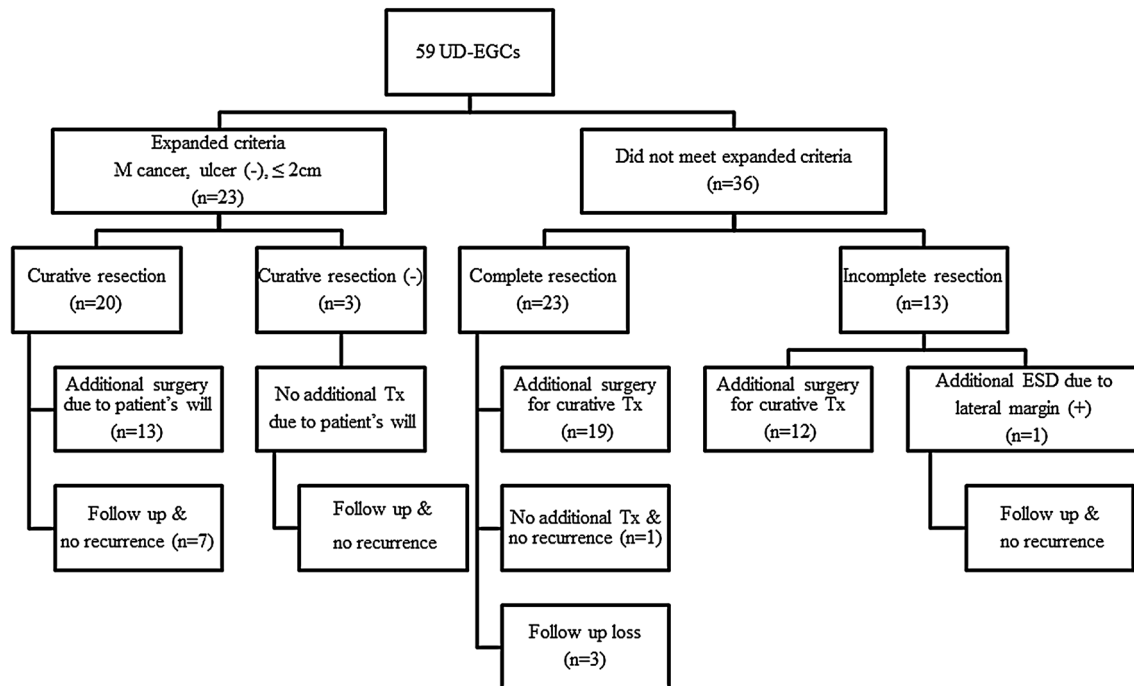 59 UD-EGCs
Expanded criteria
M cancer, ulcer (-), ≤ 2cm
(n=23)
Did not meet expanded criteria
(n=36)
Curative resection
(n=20)
Curative resection (-)
(n=3)
Complete resection
(n=23)
Incomplete resection
(n=13)
Additional surgery
due to patient's will
(n=13)
No additional Tx
due to patient's will
Additional surgery
for curative Tx
(n=19)
Additional surgery
for curative Tx
(n=12)
Additional ESD due to
lateral margin (+)
(n=1)
Follow up &
no recurrence (n=7)
Follow up &
no recurrence
No additional Tx &
no recurrence (n=1)
Follow up &
no recurrence
Follow up loss
(n=3)